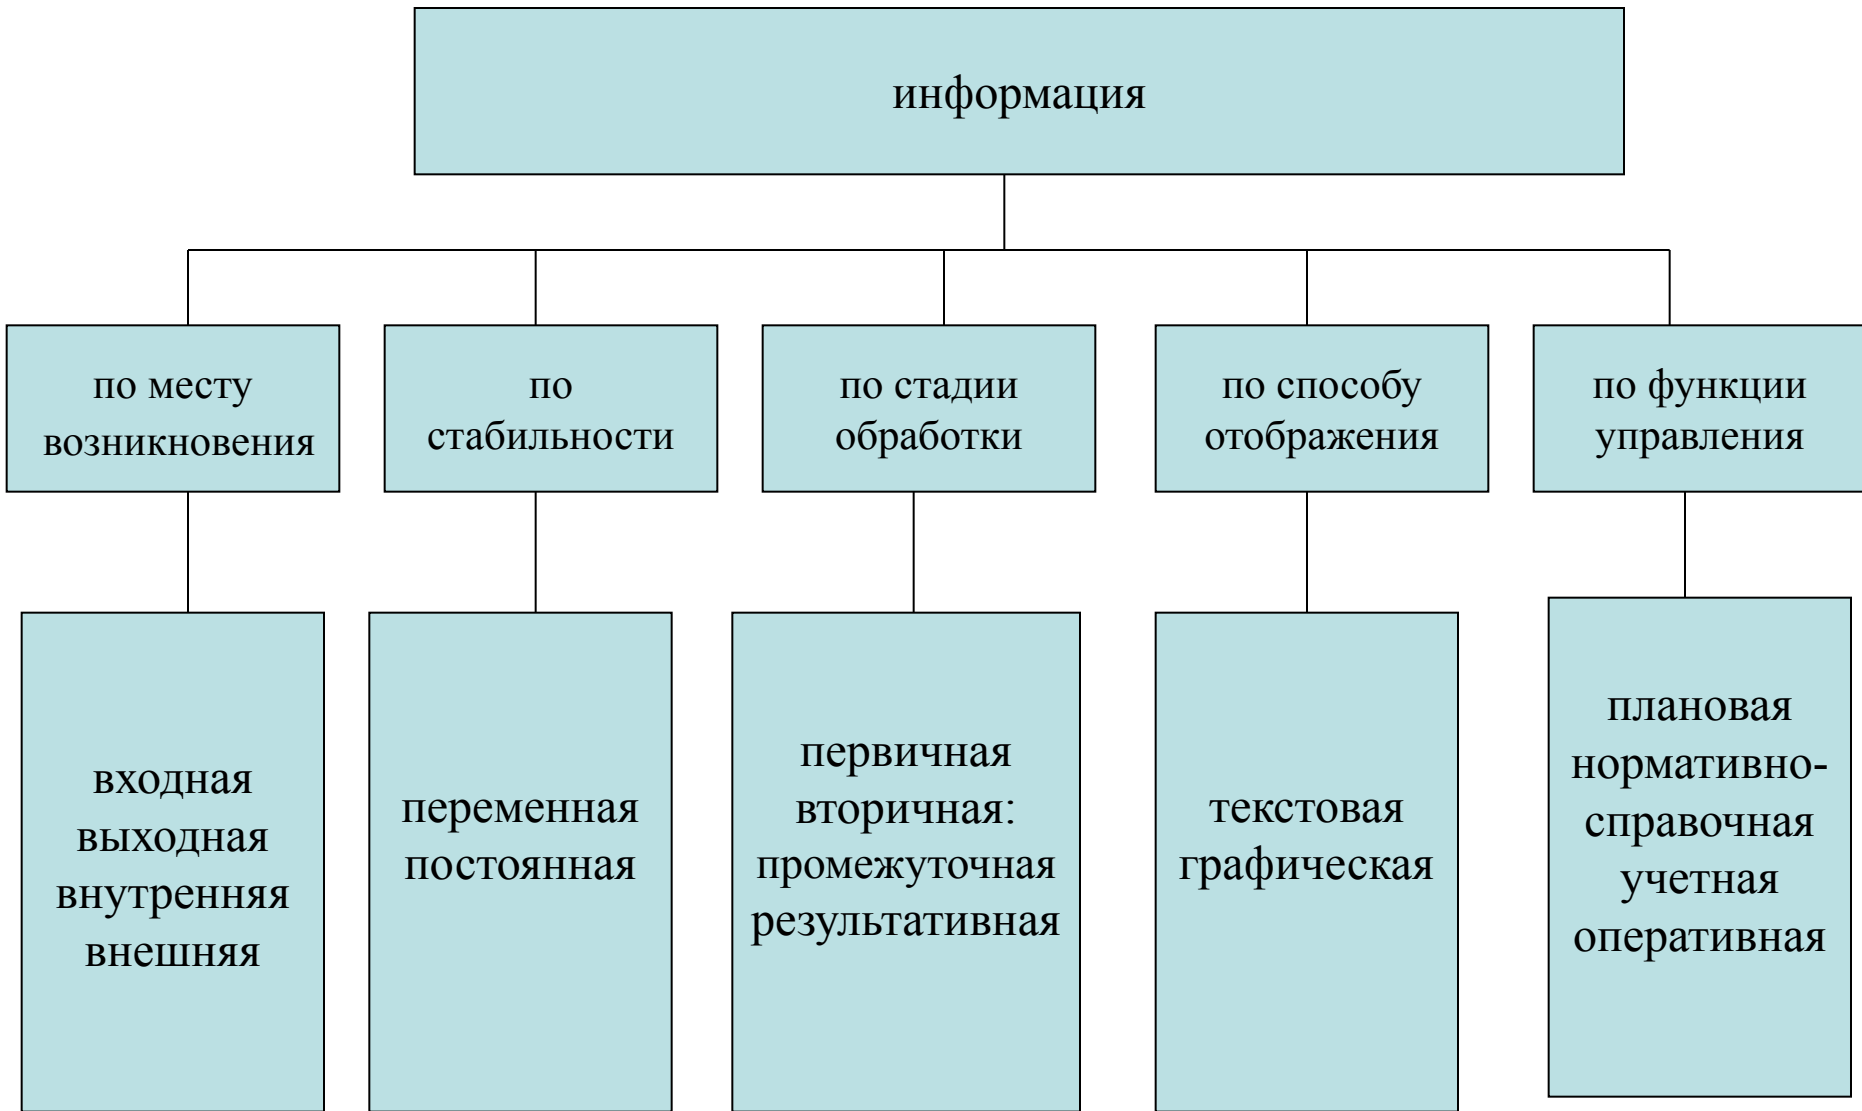 информация
по месту
возникновения
по
стабильности
по стадии
обработки
по способу
отображения
по функции
управления
входная
выходная
внутренняя
внешняя
переменная
постоянная
первичная
вторичная:
промежуточная
результативная
текстовая
графическая
плановая
нормативно-
справочная
учетная
оперативная